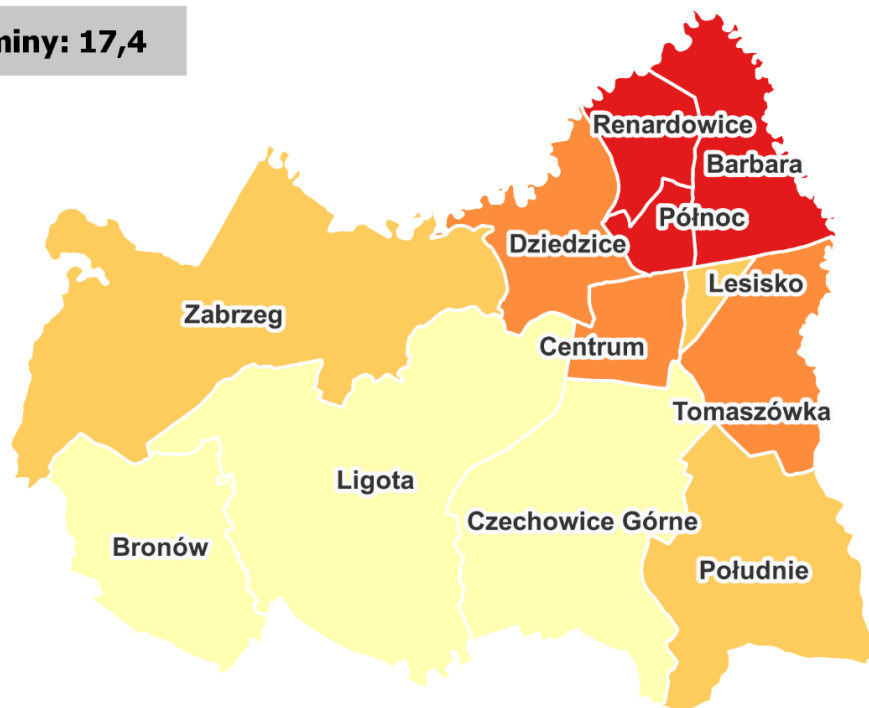 miny: 17,4
Renardowice
Barbara
Północ
Dziedzice
Lesisko
Zabrzeg
Centrum
Tomaszówka
Ligota
Czechowice Górne
Bronów
Południe